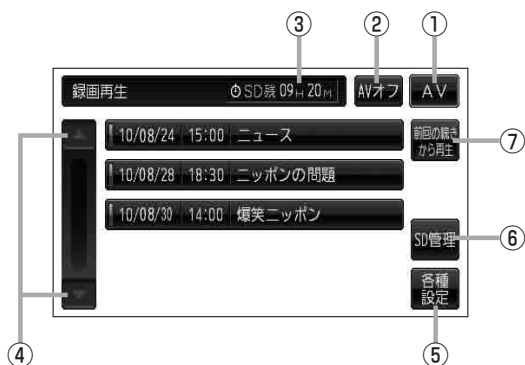 ③ ② ①
録画再生 SD残 09H 20M AVオフ AV
10/08/24 15:00 ニュース
前回の続き
から再生
⑦
10/08/28 18:30 ニッポンの問題
10/08/30 14:00 爆笑ニッポン
SD管理 ⑥
各種
設定
④ ⑤